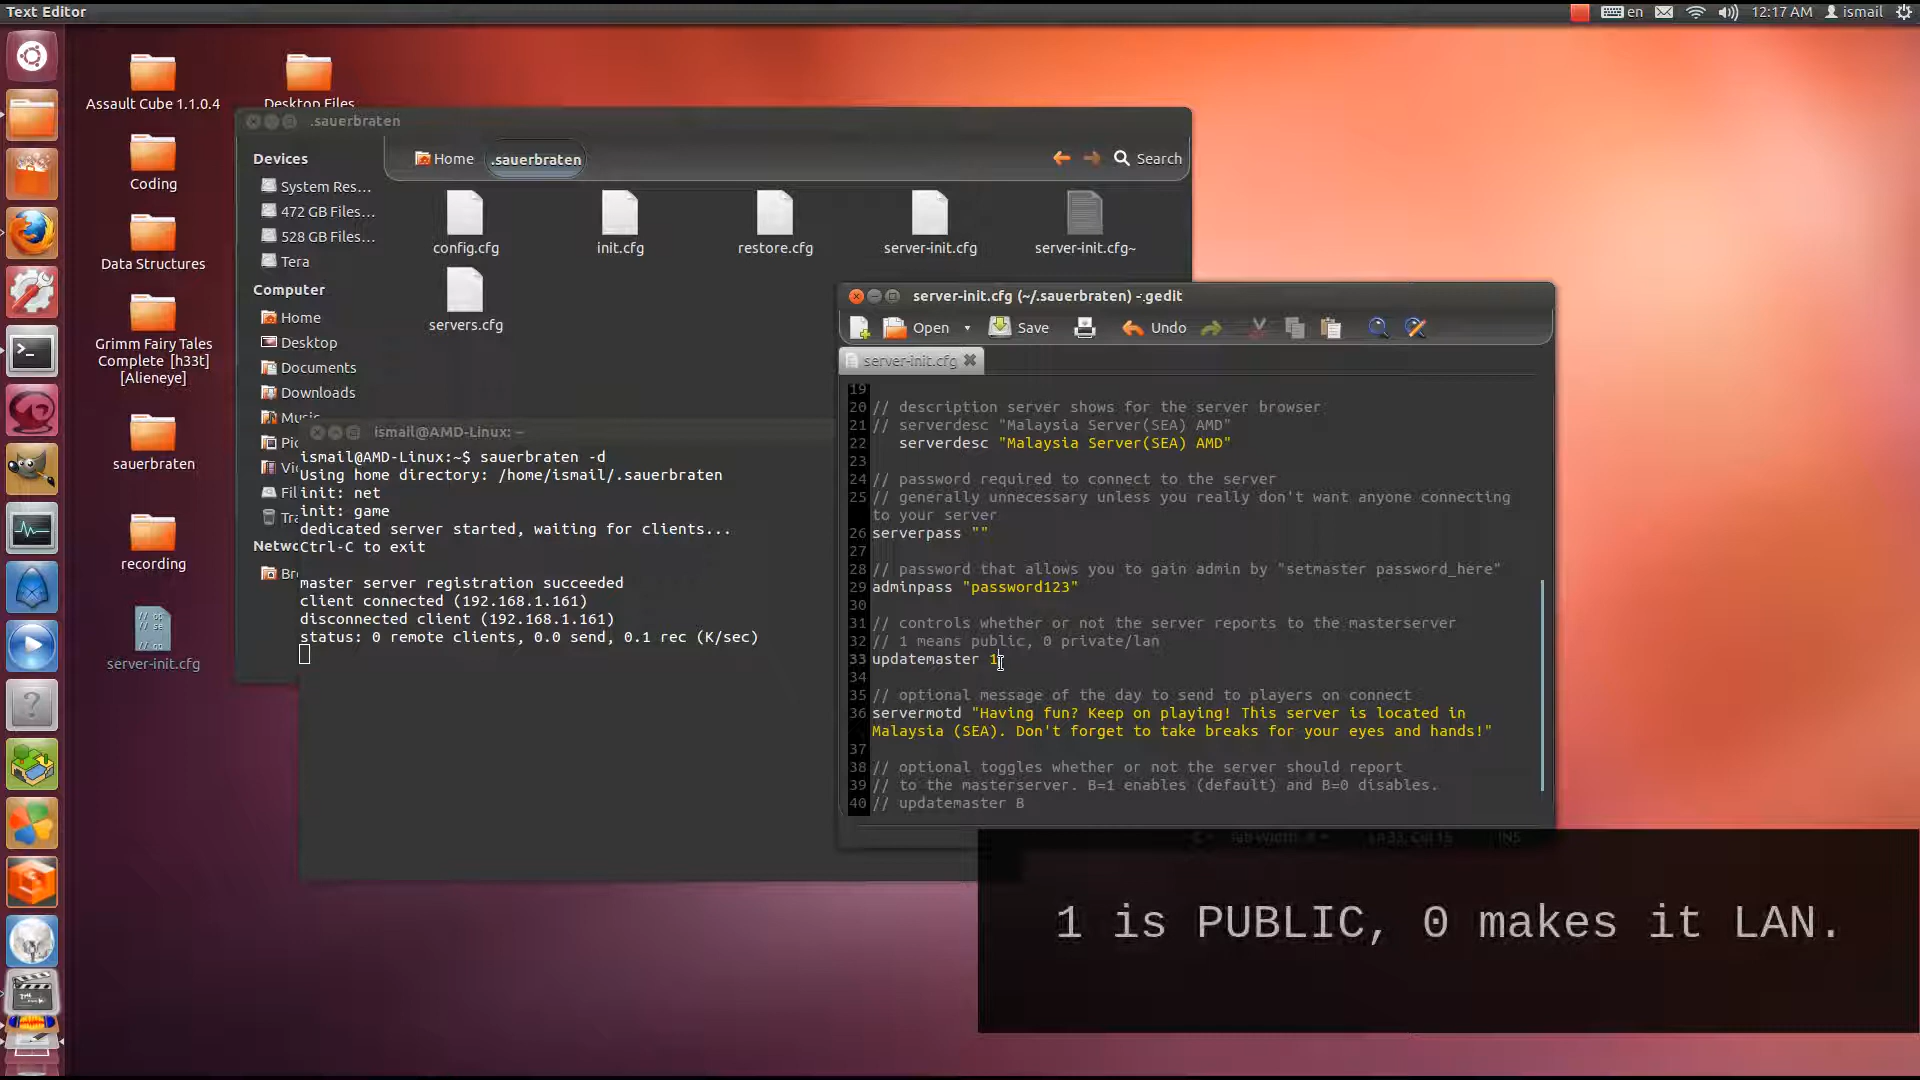 Text Editor
en
12:17 AM
ismail
Assault Cube 1.1.0.4
Desktop Files
Coding
Data Structures
Grimm Fairy Tales
Complete [h33t]
[Alieneye]
sauerbraten
recording
server-init.cfg
.sauerbraten
Devices
System Res...
472 GB Files...
528 GB Files...
Tera
Computer
Home
Desktop
Documents
Downloads
Home
.sauerbraten
Search
config.cfg
init.cfg
restore.cfg
server-init.cfg
server-init.cfg~
servers.cfg
Netwo
ismail@AMD-Linux: ~
ismail@AMD-Linux:~$ sauerbraten -d
Using home directory: /home/ismail/.sauerbraten
init: net
init: game
dedicated server started, waiting for clients...
Ctrl-C to exit
master server registration succeeded
client connected (192.168.1.161)
disconnected client (192.168.1.161)
status: 0 remote clients, 0.0 send, 0.1 rec (K/sec)
server-init.cfg (~/.sauerbraten) - gedit
Open
Save
Undo
server-init.cfg
19
20 // description server shows for the server browser
21 // serverdesc "Malaysia Server(SEA) AMD"
22 serverdesc "Malaysia Server(SEA) AMD"
23
24 // password required to connect to the server
25 // generally unnecessary unless you really don't want anyone connecting
to your server
26 serverpass ""
27
28 // password that allows you to gain admin by "setmaster password_here"
29 adminpass "password123"
30
31 // controls whether or not the server reports to the masterserver
32 // 1 means public, 0 private/lan
33 updatemaster 1
34
35 // optional message of the day to send to players on connect
36 servermotd "Having fun? Keep on playing! This server is located in
Malaysia (SEA). Don't forget to take breaks for your eyes and hands!"
37
38 // optional toggles whether or not the server should report
39 // to the masterserver. B=1 enables (default) and B=0 disables.
40 // updatemaster B
1 is PUBLIC, 0 makes it LAN.